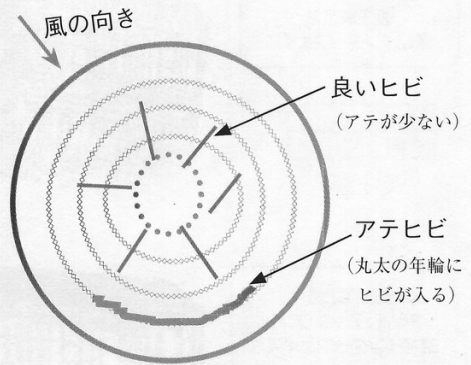 風の向き
良いヒビ
(アテが少ない)
アテヒビ
(丸太の年輪に
ヒビが入る)